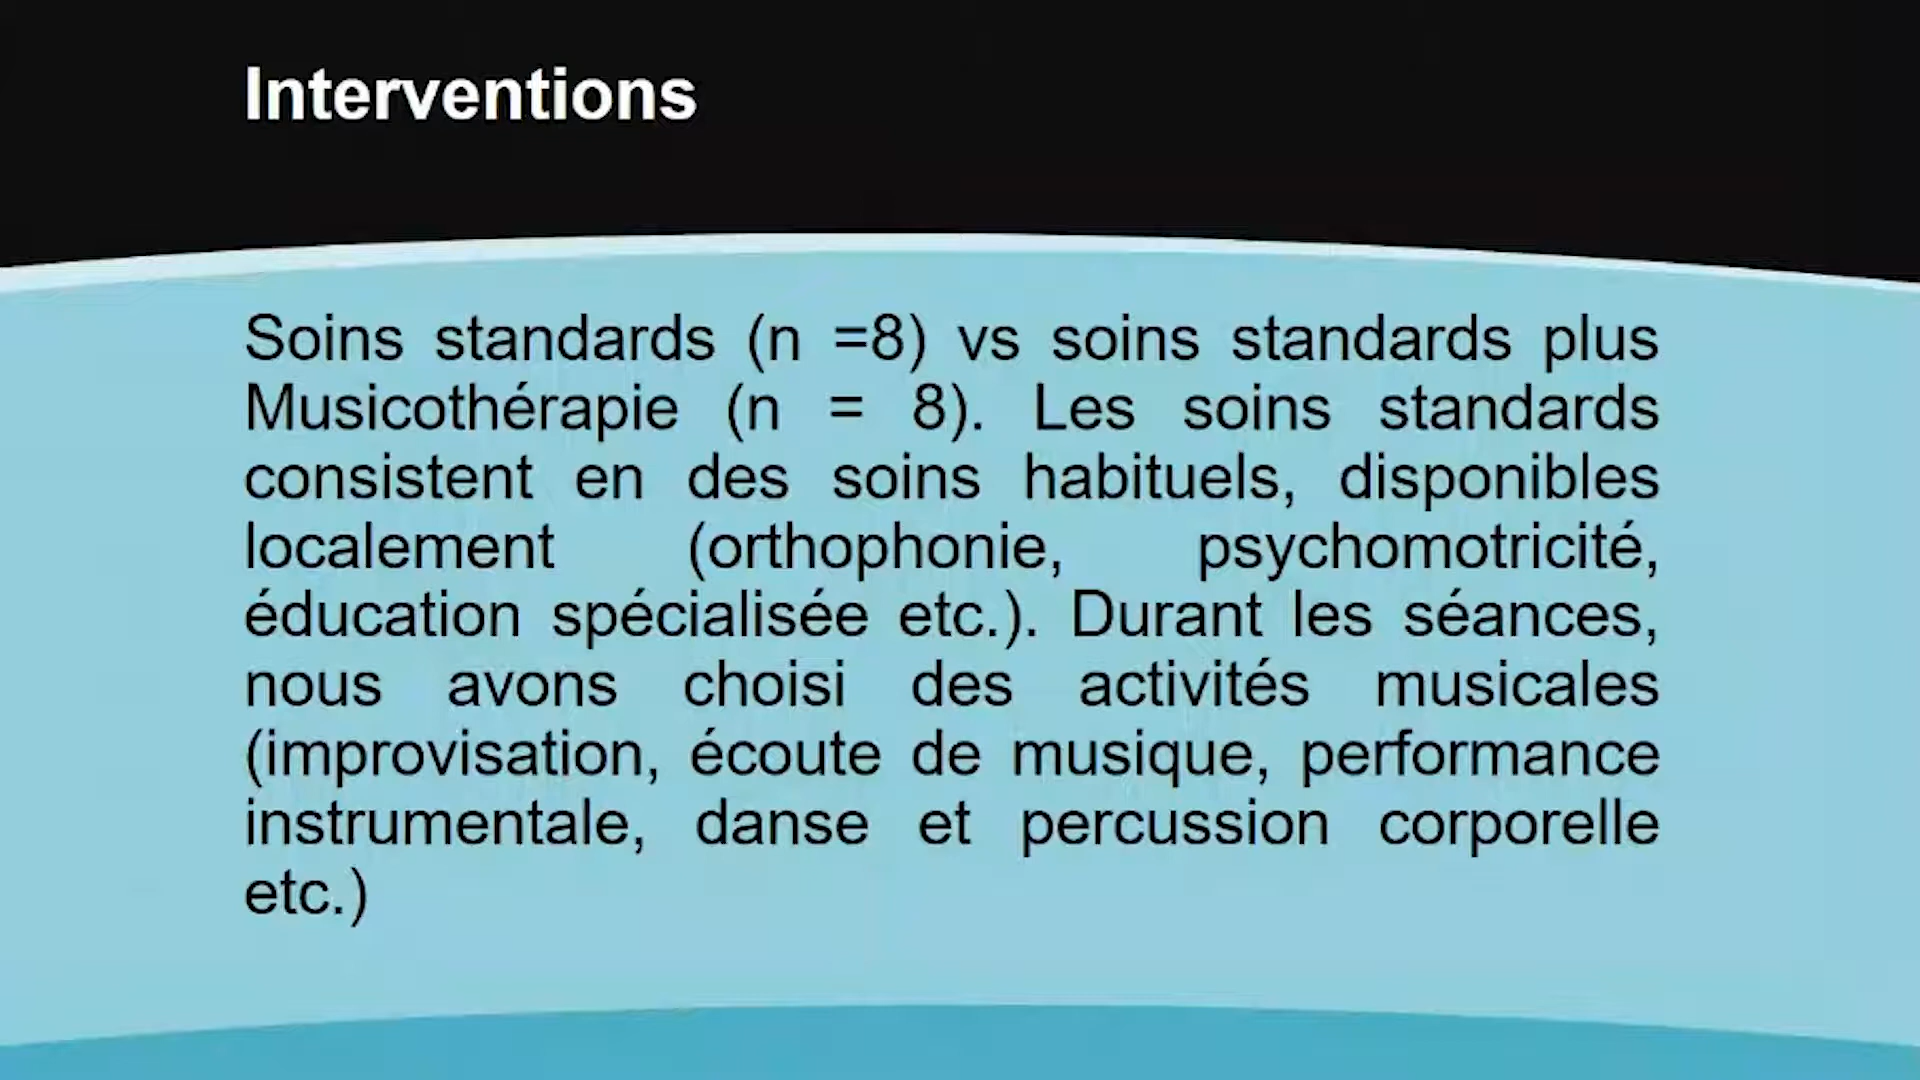 Interventions
Soins standards (n =8) vs soins standards plus
Musicothérapie (n = 8). Les soins standards
consistent en des soins habituels, disponibles
localement (orthophonie, psychomotricité,
éducation spécialisée etc.). Durant les séances,
nous avons choisi des activités musicales
(improvisation, écoute de musique, performance
instrumentale, danse et percussion corporelle
etc.)